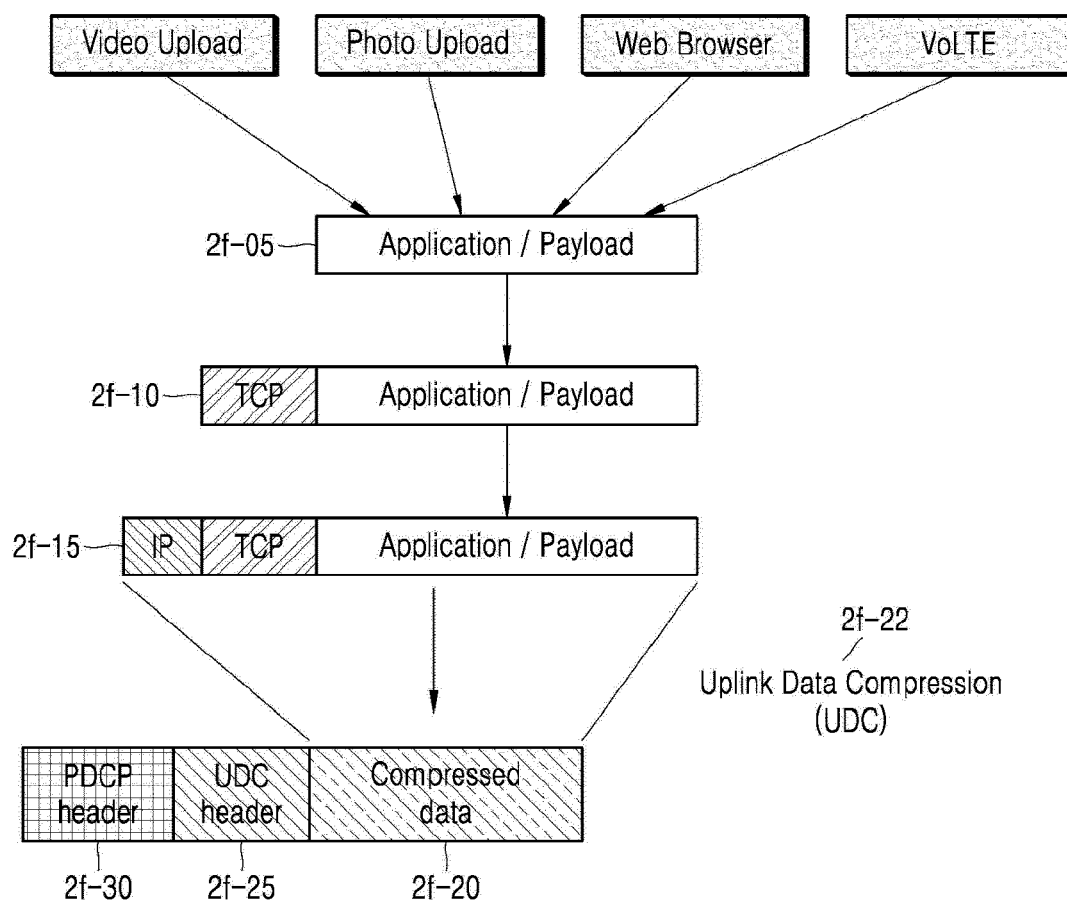 Video Upload
Photo Upload
Web Browser
VoLTE
2f-05
Application / Payload
2f-10
TCP
Application / Payload
2f-15
IP
TCP
Application / Payload
2f-22
Uplink Data Compression
(UDC)
PDCP
header
UDC
header
Compressed
data
2f-30
2f-25
2f-20